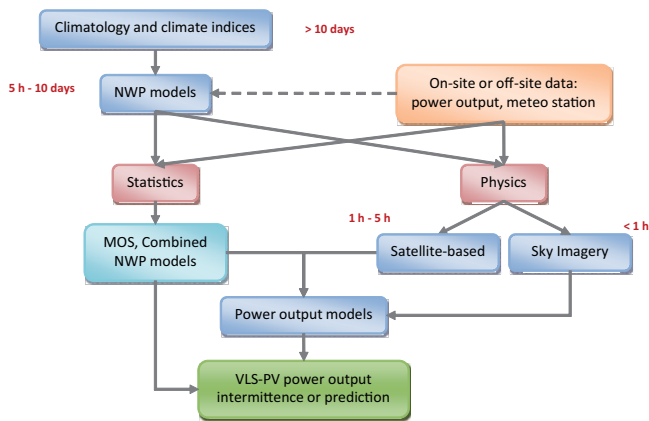 Climatology and climate indices
> 10 days
5 h - 10 days
NWP models
On-site or off-site data:
power output, meteo station
Statistics
Physics
1 h - 5 h
< 1 h
MOS, Combined
NWP models
Satellite-based
Sky Imagery
Power output models
VLS-PV power output
intermittence or prediction